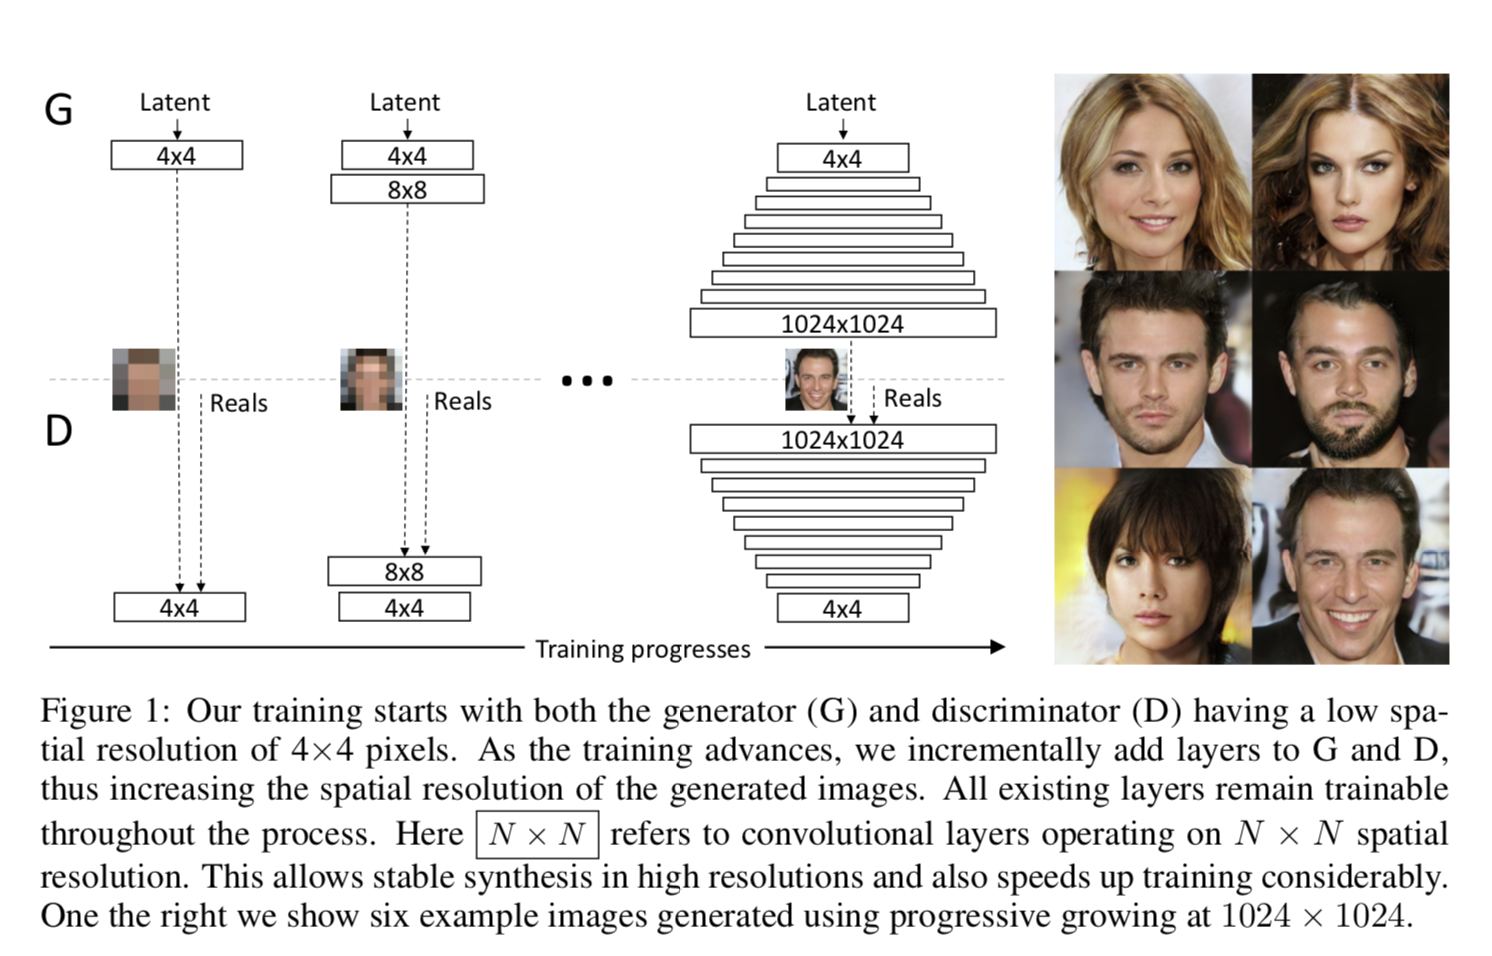 G
Latent
4x4
Latent
4x4
8x8
Latent
4x4
1024x1024
Reals
Reals
Reals
D
1024x1024
8x8
4x4
4x4
4x4
Training progresses
Figure 1: Our training starts with both the generator (G) and discriminator (D) having a low spa-
tial resolution of 4×4 pixels. As the training advances, we incrementally add layers to G and D,
thus increasing the spatial resolution of the generated images. All existing layers remain trainable
throughout the process. Here N × N refers to convolutional layers operating on N × N spatial
resolution. This allows stable synthesis in high resolutions and also speeds up training considerably.
One the right we show six example images generated using progressive growing at 1024 × 1024.